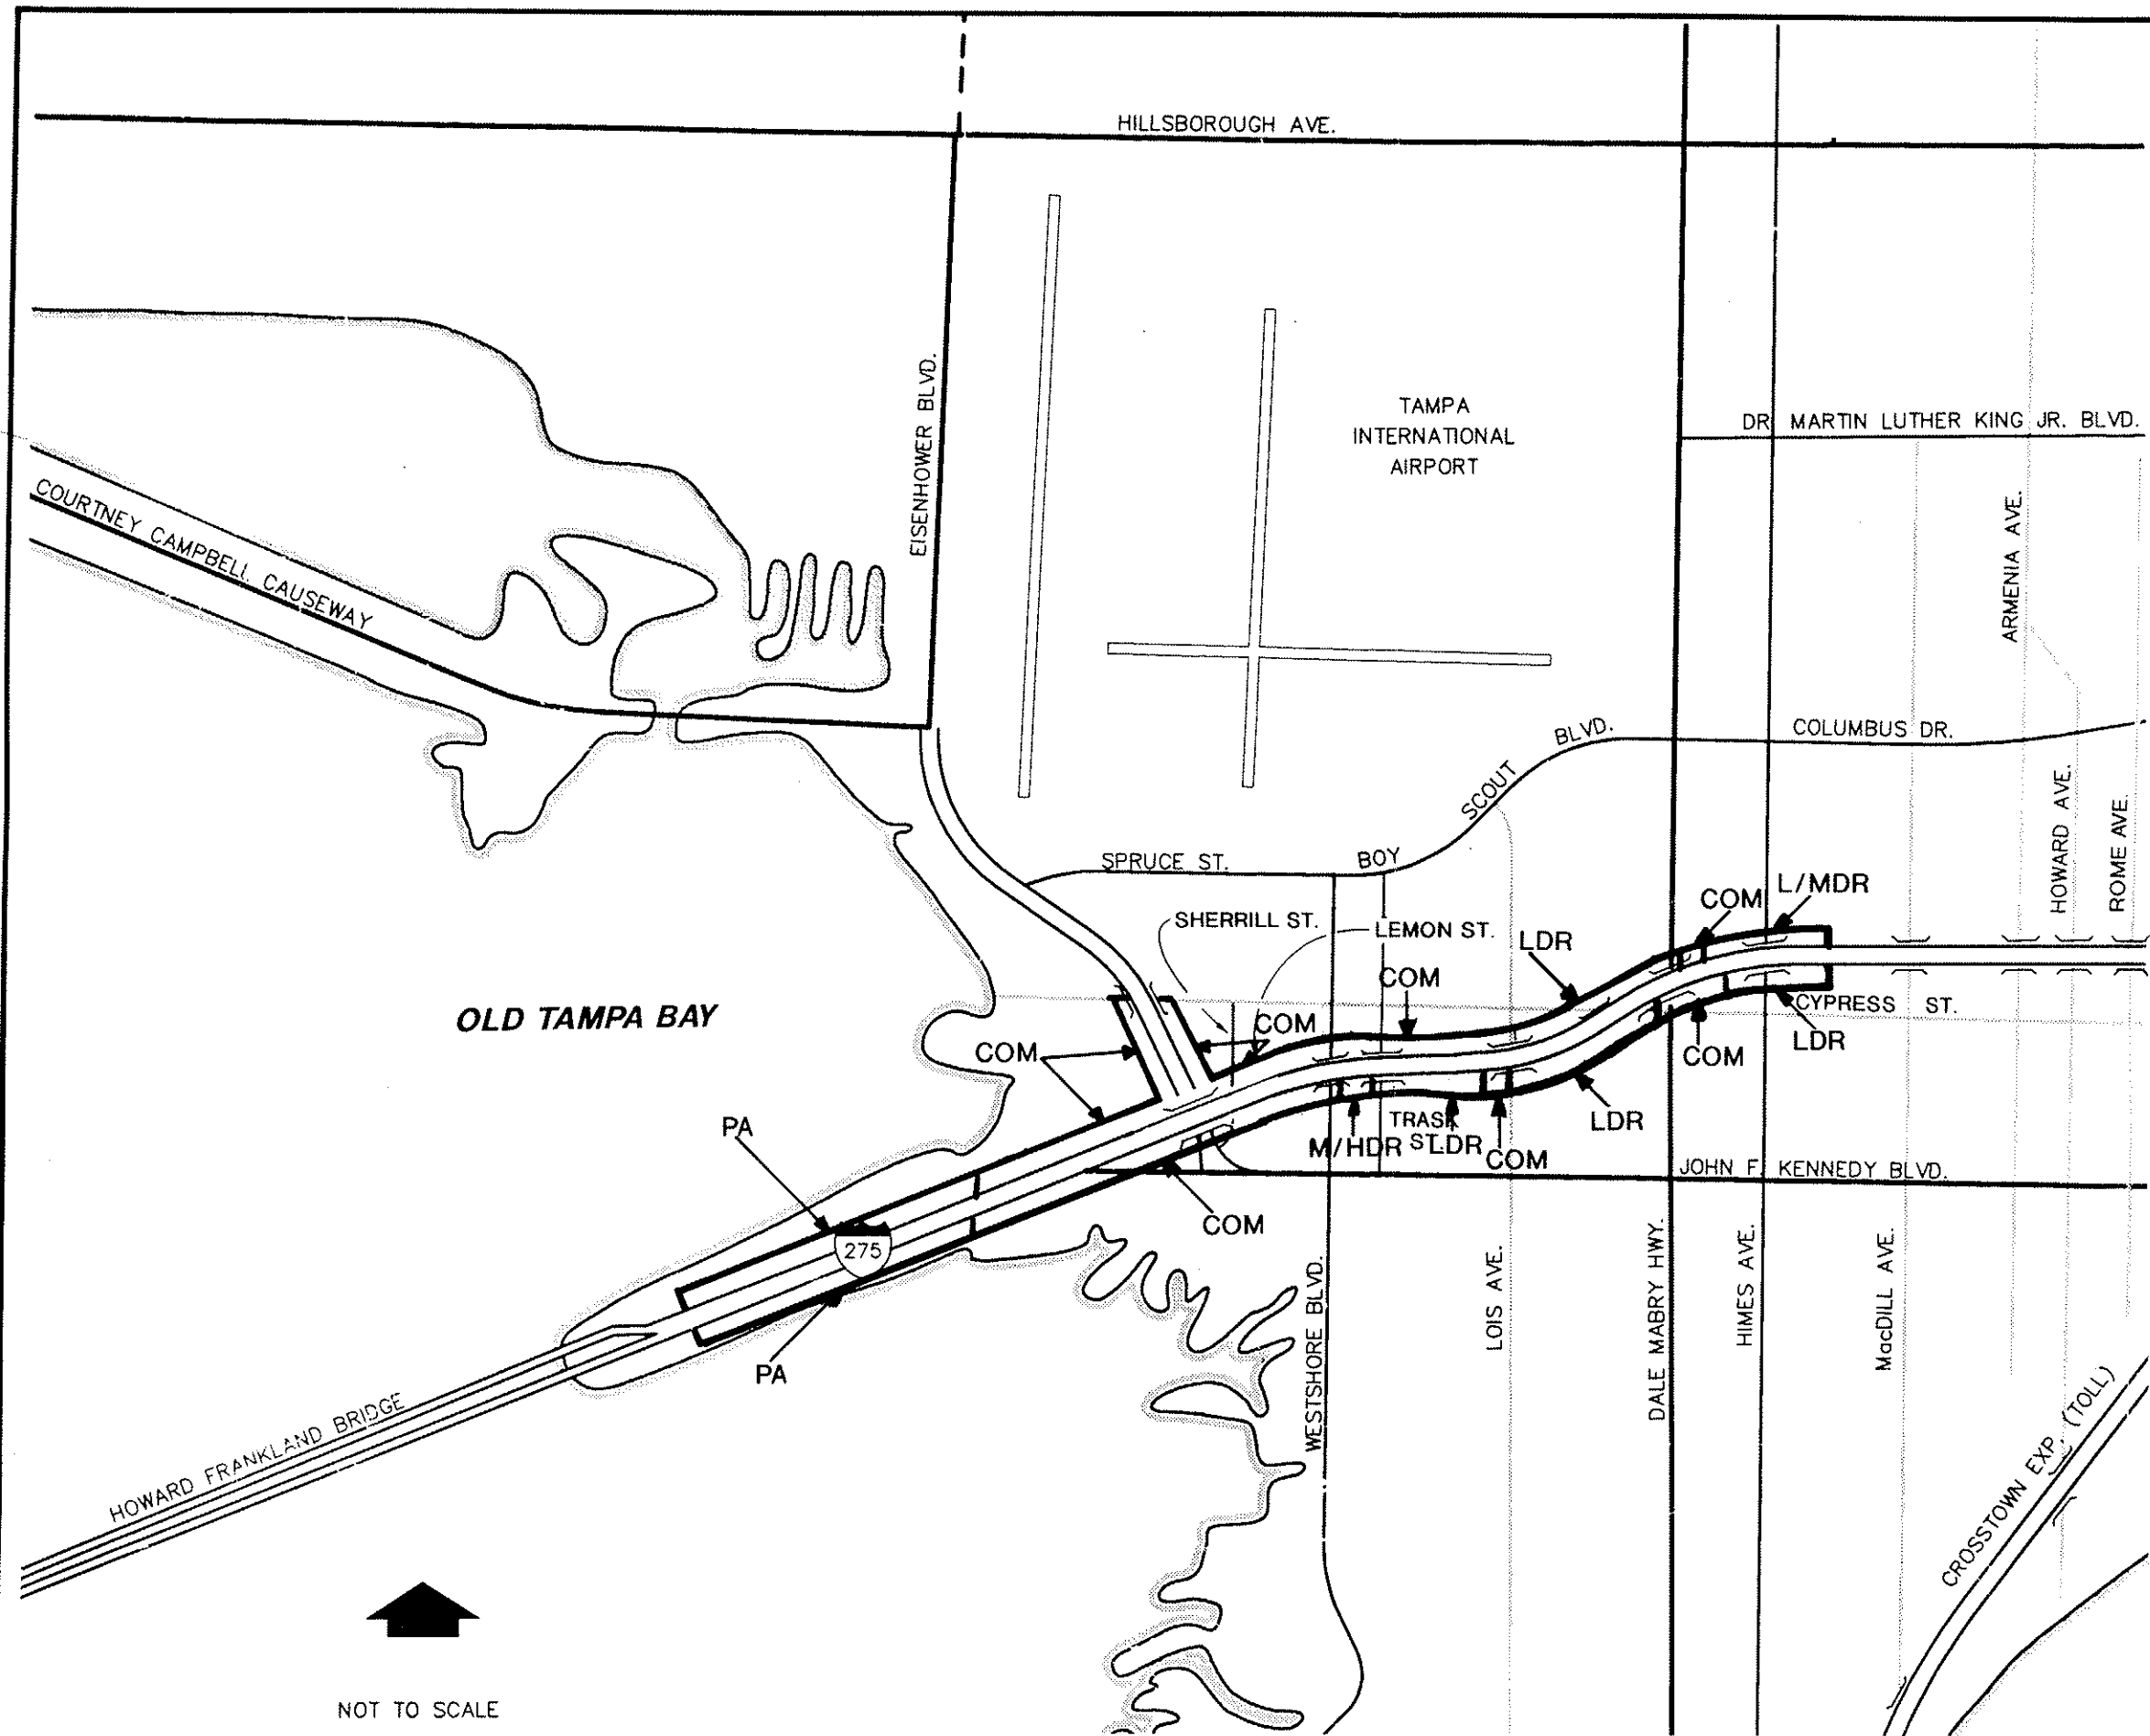 HILLSBOROUGH AVE.
EISENHOWER BLVD.
TAMPA
INTERNATIONAL
AIRPORT
DR. MARTIN LUTHER KING JR. BLVD.
COURTNEY CAMPBELL CAUSEWAY
ARMENIA AVE.
COLUMBUS DR.
BOY SCOUT BLVD.
HOWARD AVE.
ROME AVE.
SPRUCE ST.
L/MDR
COM
SHERRILL ST.
LEMON ST.
LDR
COM
OLD TAMPA BAY
CYPRESS ST.
COM
COM
LDR
COM
PA
TRASK
ST.
LDR
M/HDR
LDR
COM
JOHN F. KENNEDY BLVD.
COM
275
PA
WESTSHORE BLVD.
LOIS AVE.
DALE MABRY HWY.
HIMES AVE.
MacDILL AVE.
HOWARD FRANKLAND BRIDGE
CROSSTOWN EXP. (TOLL)
NOT TO SCALE